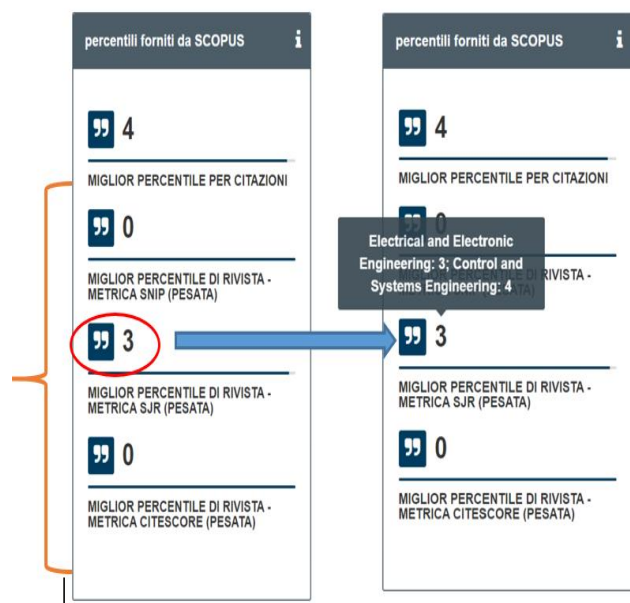 percentili forniti da SCOPUS i
4
MIGLIOR PERCENTILE PER CITAZIONI
0
MIGLIOR PERCENTILE DI RIVISTA -
METRICA SNIP (PESATA)
3
MIGLIOR PERCENTILE DI RIVISTA -
METRICA SJR (PESATA)
0
MIGLIOR PERCENTILE DI RIVISTA -
METRICA CITESCORE (PESATA)
percentili forniti da SCOPUS i
4
MIGLIOR PERCENTILE PER CITAZIONI
0
Electrical and Electronic
Engineering: 3: Control and
Systems Engineering: 4
RIVISTA -
3
MIGLIOR PERCENTILE DI RIVISTA -
METRICA SJR (PESATA)
0
MIGLIOR PERCENTILE DI RIVISTA -
METRICA CITESCORE (PESATA)